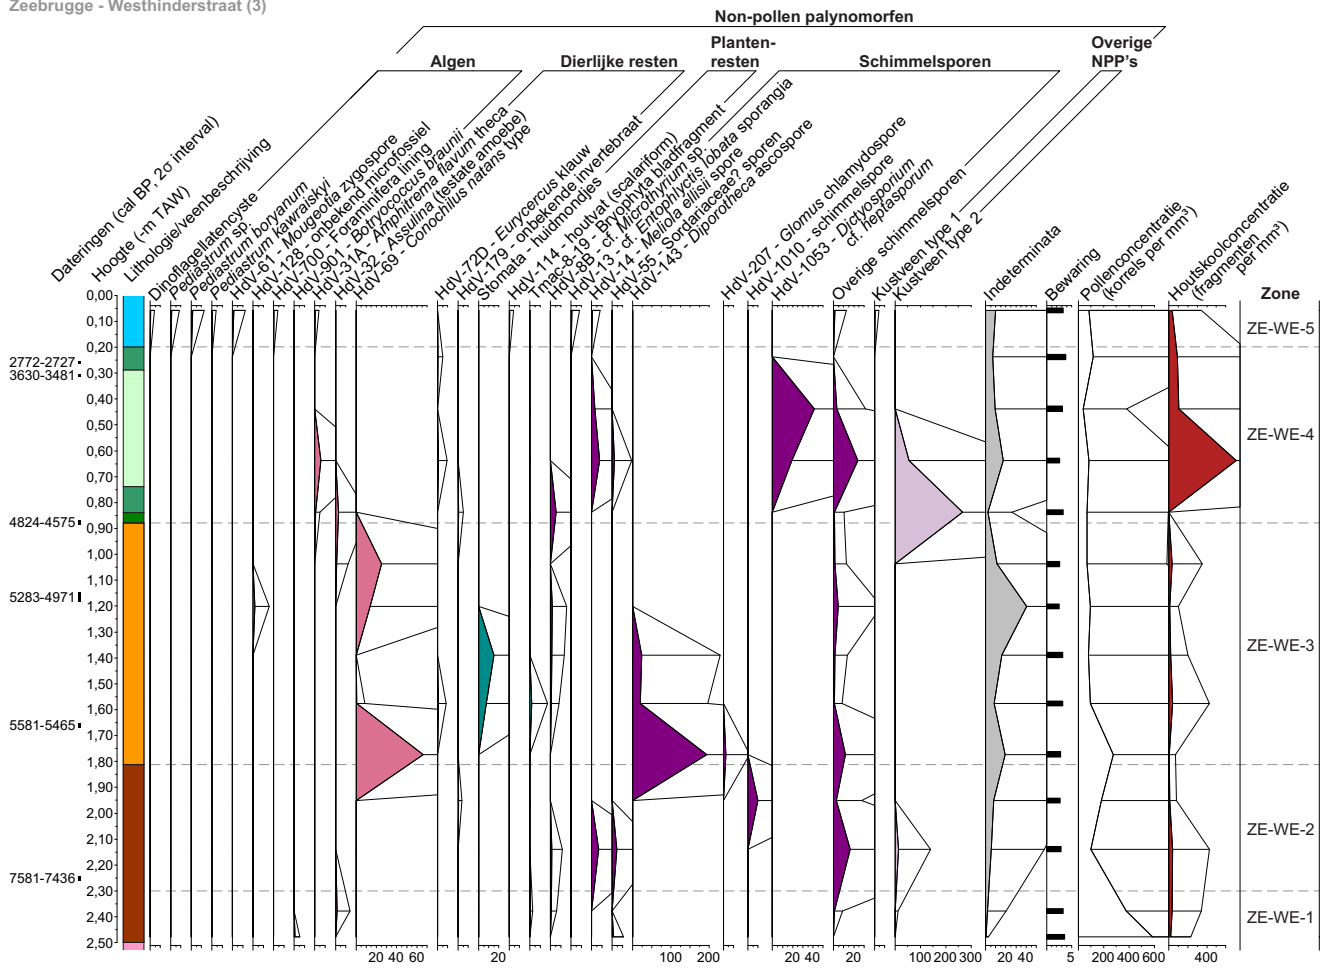 Zeebrugge - Westhinderstraat (3)
Non-pollen palynomorfen
Algen
Dierlijke resten
Planten-
resten
Schimmelsporen
Overige
NPP's
Dateringen (cal BP, 2σ interval)
Hoogte (-m TAW)
Lithologie/veenbeschrijving
Dinoflagellatencyste
Pediastrum sp.
Pediastrum boryanum
Pediastrum kawraiskyi
HdV-61 - Mougeotia zygospore
HdV-128 - onbekend microfossiel
HdV-700 - Foraminifera lining
HdV-901 - Botryococcus braunii
HdV-31A - Amphitrema flavum theca
HdV-32 - Assulina (testate amoebe)
HdV-69 - Conochilus natans type
HdV-72D - Eurycercus klauw
HdV-179 - onbekende invertebraat
Stomata - huidmondjes
HdV-114 - houtvat (scalariform)
Tmac-8-19 - Bryophyta bladfragment
HdV-8B - cf. Microthyrium sp.
HdV-13 - cf. Entophlyctis lobata sporangia
HdV-14 - Meliola ellisii spore
HdV-55 - Sordariaceae? sporen
HdV-143 - Diporotheca ascospore
HdV-207 - Glomus chlamydospore
HdV-1010 - schimmelspore
HdV-1053 - Dictyosporium
cf. heptasporum
Overige schimmelsporen
Kustveen type 1
Kustveen type 2
Indeterminata
Bewaring
Pollenconcentratie
(korrels per mm³)
Houtskoolconcentratie
(fragmenten
per mm³)
Zone
0,00
0,10
0,20
0,30
0,40
0,50
0,60
0,70
0,80
0,90
1,00
1,10
1,20
1,30
1,40
1,50
1,60
1,70
1,80
1,90
2,00
2,10
2,20
2,30
2,40
2,50
2772-2727
3630-3481
4824-4575
5283-4971
5581-5465
7581-7436
ZE-WE-5
ZE-WE-4
ZE-WE-3
ZE-WE-2
ZE-WE-1
20 40 60
20
100 200
20 40
20
100 200 300
20 40
5
200 400 600
400